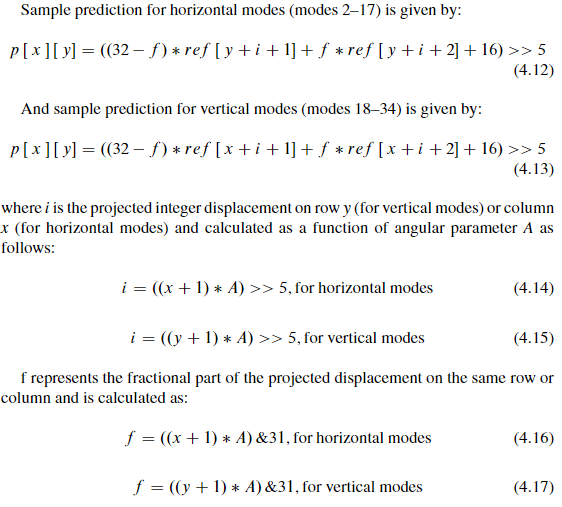 Sample prediction for horizontal modes (modes 2–17) is given by:
p[x][y] = ((32 − f) ∗ ref [y + i + 1] + f ∗ ref [y + i + 2] + 16) >> 5
(4.12)
And sample prediction for vertical modes (modes 18–34) is given by:
p[x][y] = ((32 − f) ∗ ref [x + i + 1] + f ∗ ref [x + i + 2] + 16) >> 5
(4.13)
where i is the projected integer displacement on row y (for vertical modes) or column
x (for horizontal modes) and calculated as a function of angular parameter A as
follows:
i = ((x + 1) ∗ A) >> 5, for horizontal modes (4.14)
i = ((y + 1) ∗ A) >> 5, for vertical modes (4.15)
f represents the fractional part of the projected displacement on the same row or
column and is calculated as:
f = ((x + 1) ∗ A) &31, for horizontal modes (4.16)
f = ((y + 1) ∗ A) &31, for vertical modes (4.17)